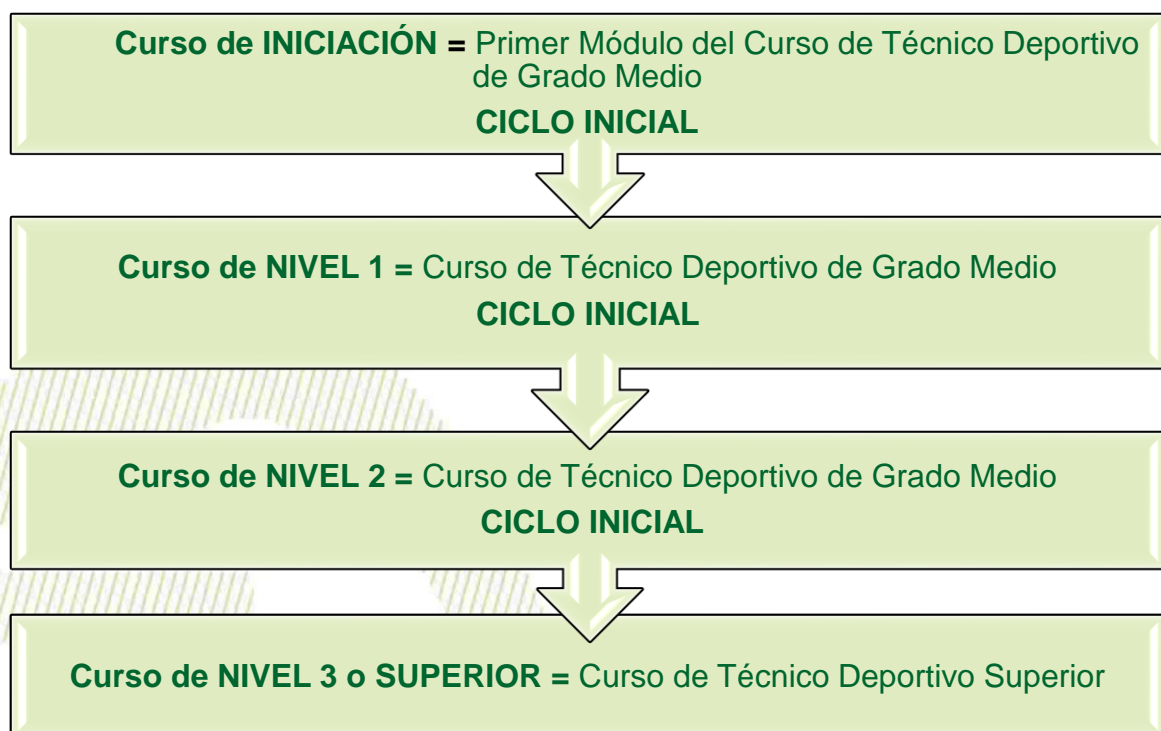 Curso de INICIACIÓN = Primer Módulo del Curso de Técnico Deportivo
de Grado Medio
CICLO INICIAL
Curso de NIVEL 1 = Curso de Técnico Deportivo de Grado Medio
CICLO INICIAL
Curso de NIVEL 2 = Curso de Técnico Deportivo de Grado Medio
CICLO INICIAL
Curso de NIVEL 3 o SUPERIOR = Curso de Técnico Deportivo Superior